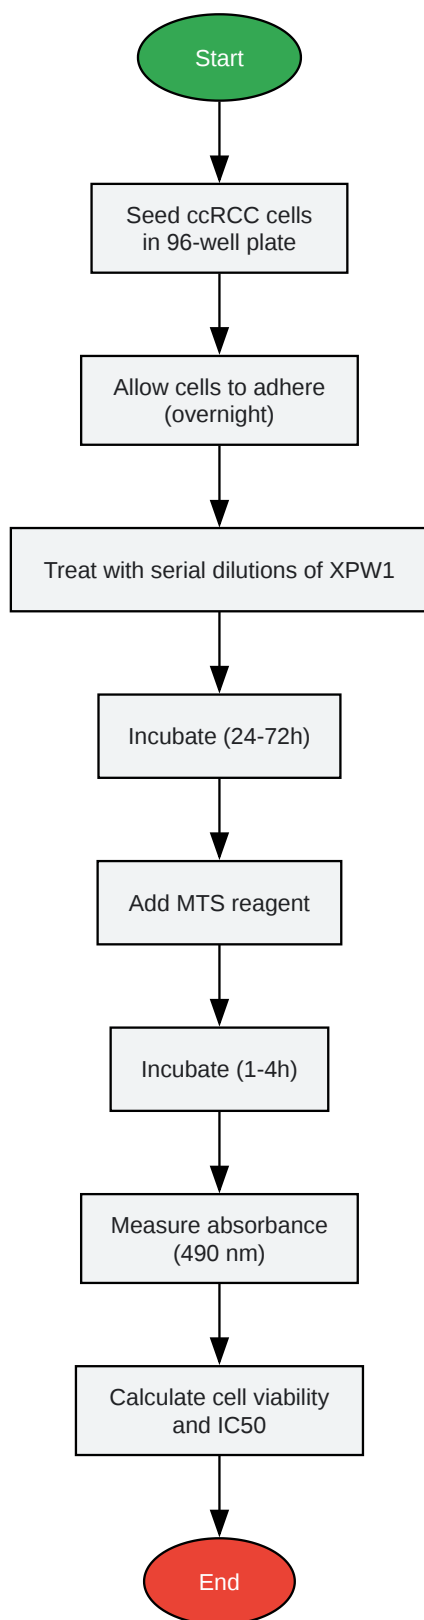 Start
Seed ccRCC cells
in 96-well plate
Allow cells to adhere
(overnight)
Treat with serial dilutions of XPW1
Incubate (24-72h)
Add MTS reagent
Incubate (1-4h)
Measure absorbance
(490 nm)
Calculate cell viability
and IC50
End